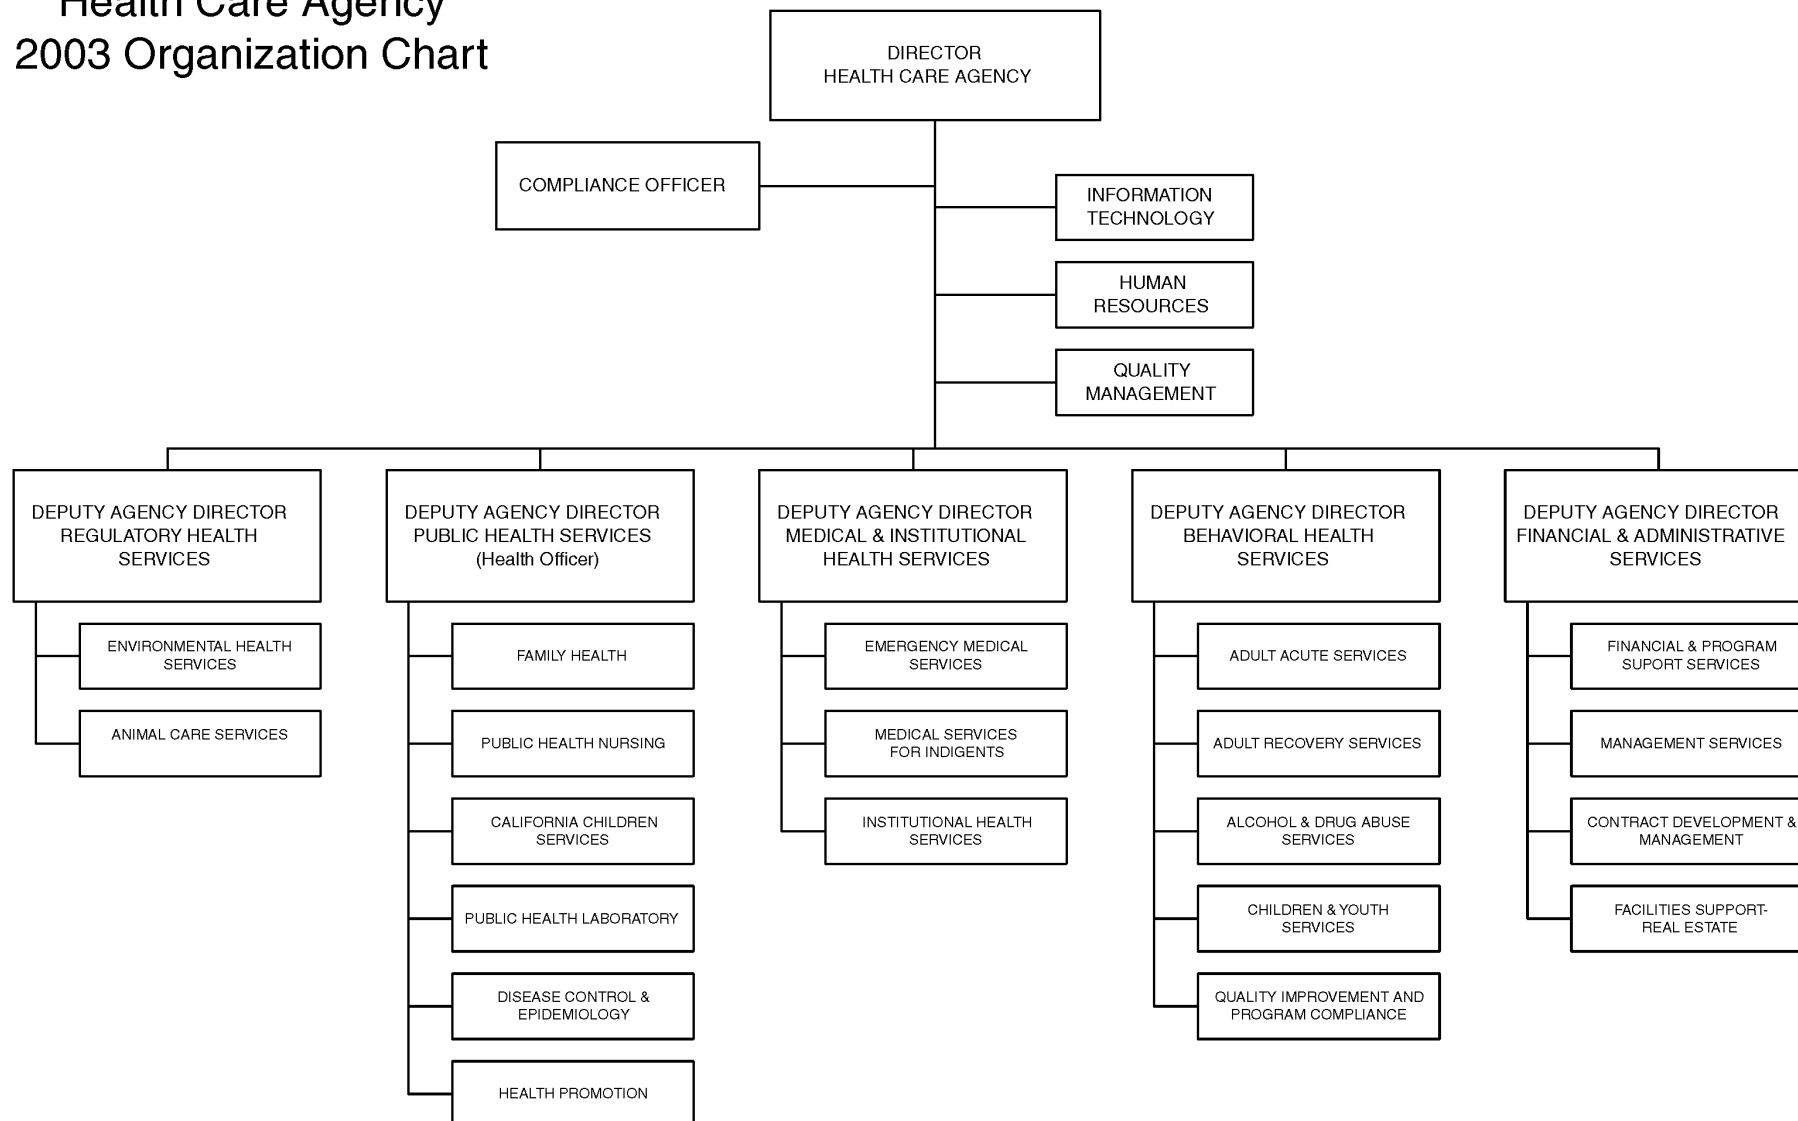 Health Care Agency
2003 Organization Chart
DIRECTOR
HEALTH CARE AGENCY
COMPLIANCE OFFICER
INFORMATION
TECHNOLOGY
HUMAN
RESOURCES
QUALITY
MANAGEMENT
DEPUTY AGENCY DIRECTOR
REGULATORY HEALTH
SERVICES
ENVIRONMENTAL HEALTH
SERVICES
ANIMAL CARE SERVICES
DEPUTY AGENCY DIRECTOR
PUBLIC HEALTH SERVICES
(Health Officer)
FAMILY HEALTH
PUBLIC HEALTH NURSING
CALIFORNIA CHILDREN
SERVICES
PUBLIC HEALTH LABORATORY
DISEASE CONTROL &
EPIDEMIOLOGY
HEALTH PROMOTION
DEPUTY AGENCY DIRECTOR
MEDICAL & INSTITUTIONAL
HEALTH SERVICES
EMERGENCY MEDICAL
SERVICES
MEDICAL SERVICES
FOR INDIGENTS
INSTITUTIONAL HEALTH
SERVICES
DEPUTY AGENCY DIRECTOR
BEHAVIORAL HEALTH
SERVICES
ADULT ACUTE SERVICES
ADULT RECOVERY SERVICES
ALCOHOL & DRUG ABUSE
SERVICES
CHILDREN & YOUTH
SERVICES
QUALITY IMPROVEMENT AND
PROGRAM COMPLIANCE
DEPUTY AGENCY DIRECTOR
FINANCIAL & ADMINISTRATIVE
SERVICES
FINANCIAL & PROGRAM
SUPORT SERVICES
MANAGEMENT SERVICES
CONTRACT DEVELOPMENT &
MANAGEMENT
FACILITIES SUPPORT-
REAL ESTATE